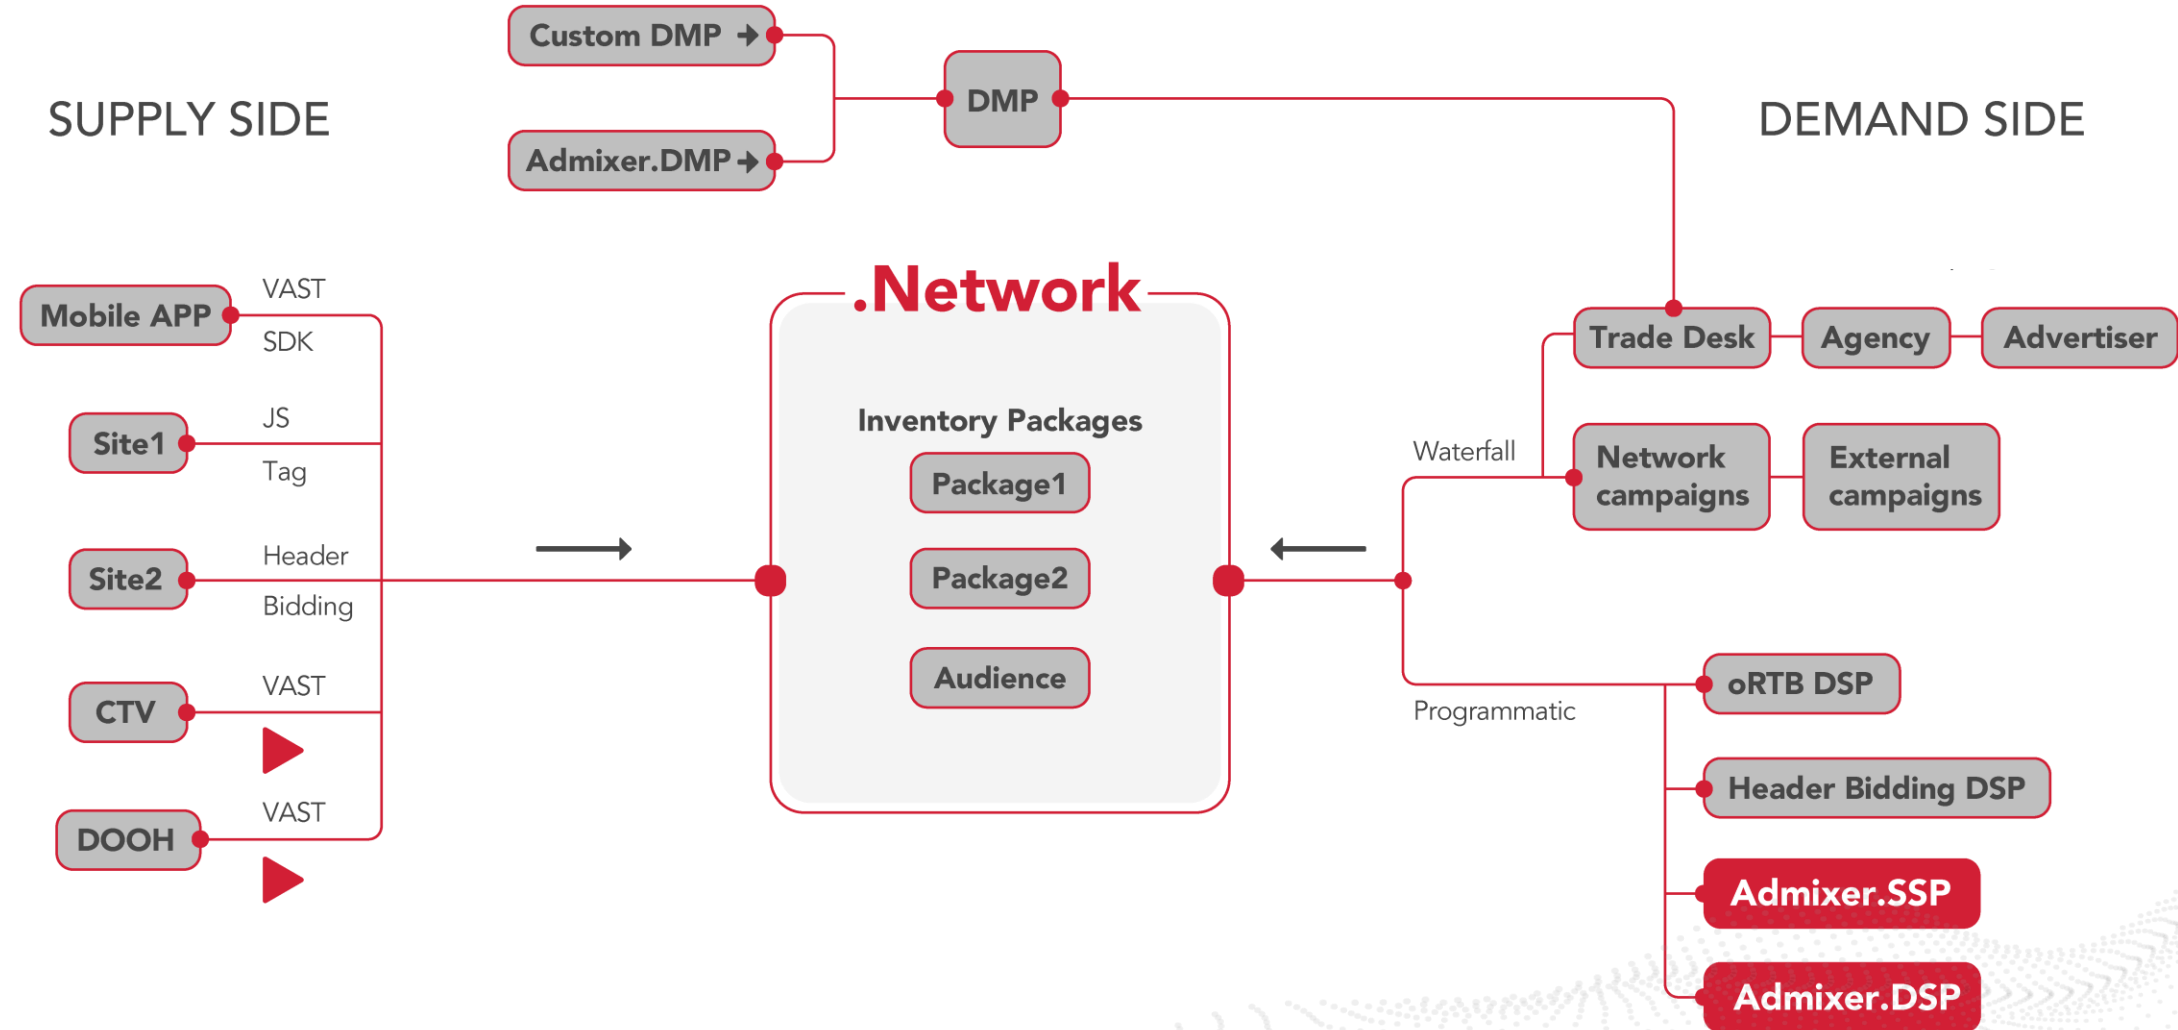 Custom DMP
DMP
Admixer.DMP
SUPPLY SIDE
DEMAND SIDE
Mobile APP
VAST
SDK
Site1
JS
Tag
Site2
Header
Bidding
CTV
VAST
DOOH
VAST
.Network
Inventory Packages
Package1
Package2
Audience
Waterfall
Programmatic
Trade Desk
Agency
Advertiser
Network
campaigns
External
campaigns
oRTB DSP
Header Bidding DSP
Admixer.SSP
Admixer.DSP